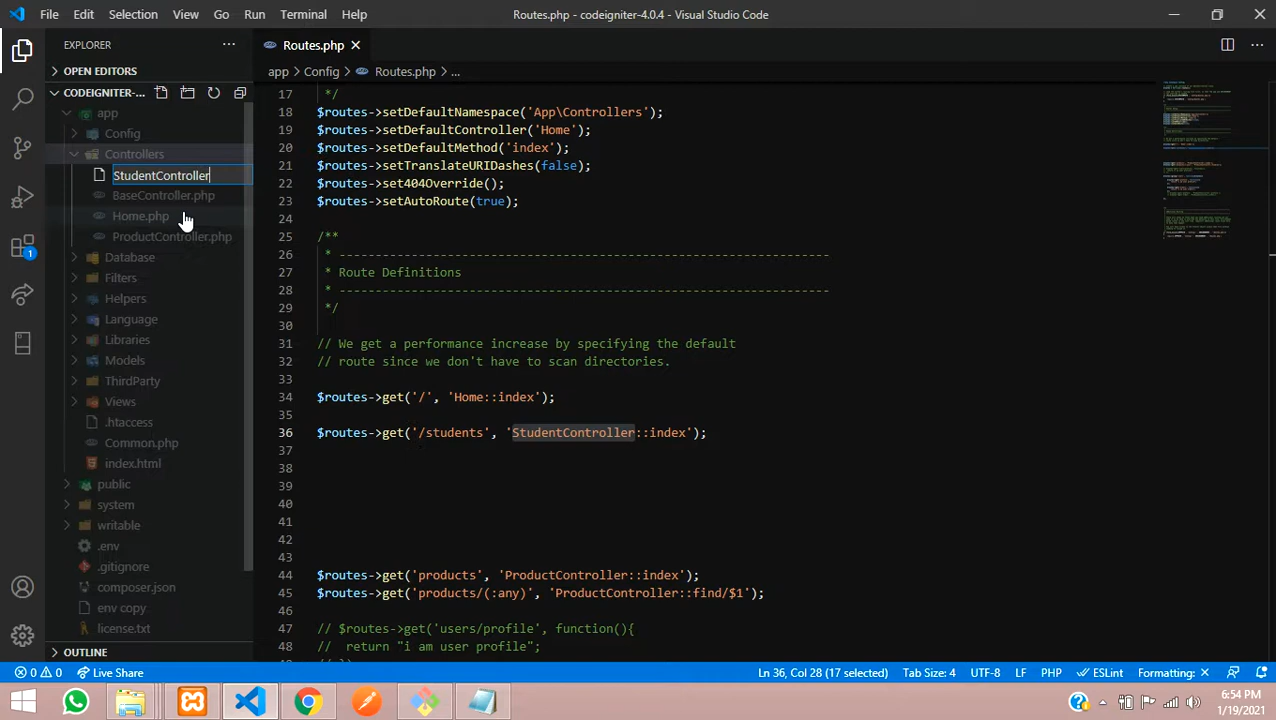 File Edit Selection View Go Run Terminal Help
Routes.php - codeigniter-4.0.4 - Visual Studio Code
EXPLORER
Routes.php
OPEN EDITORS
app > Config > Routes.php > ...
CODEIGNITER-...
app
Config
Controllers
StudentController
BaseController.php
Home.php
ProductController.php
Database
Filters
Helpers
Language
Libraries
Models
ThirdParty
Views
.htaccess
Common.php
index.html
public
system
writable
.env
.gitignore
composer.json
env copy
license.txt
OUTLINE
1
17 */
18 $routes->setDefaultNamespace('App\Controllers');
19 $routes->setDefaultController('Home');
20 $routes->setDefaultMethod('index');
21 $routes->setTranslateURIDashes(false);
22 $routes->set404Override();
23 $routes->setAutoRoute(true);
24
25 /**
26 * --------------------------------------------------------------------
27 * Route Definitions
28 * --------------------------------------------------------------------
29 */
30
31 // We get a performance increase by specifying the default
32 // route since we don't have to scan directories.
33
34 $routes->get('/', 'Home::index');
35
36 $routes->get('/students', 'StudentController::index');
37
38
39
40
41
42
43
44 $routes->get('products', 'ProductController::index');
45 $routes->get('products/(:any)', 'ProductController::find/$1');
46
47 // $routes->get('users/profile', function(){
48 // return "i am user profile";
0 0 Live Share
Ln 36, Col 28 (17 selected) Tab Size: 4 UTF-8 LF PHP ESLint Formatting:
6:54 PM
1/19/2021